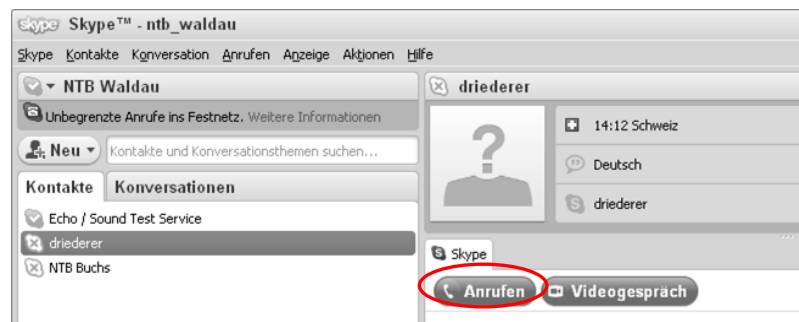 Skype Skype™ - ntb_waldau
Skype Kontakte Konversation Anrufen Anzeige Aktionen Hilfe
NTB Waldau
Unbegrenzte Anrufe ins Festnetz. Weitere Informationen
Neu
Kontakte und Konversationsthemen suchen...
Kontakte Konversationen
Echo / Sound Test Service
driederer
NTB Buchs
driederer
14:12 Schweiz
Deutsch
driederer
Skype
Anrufen Videogespräch